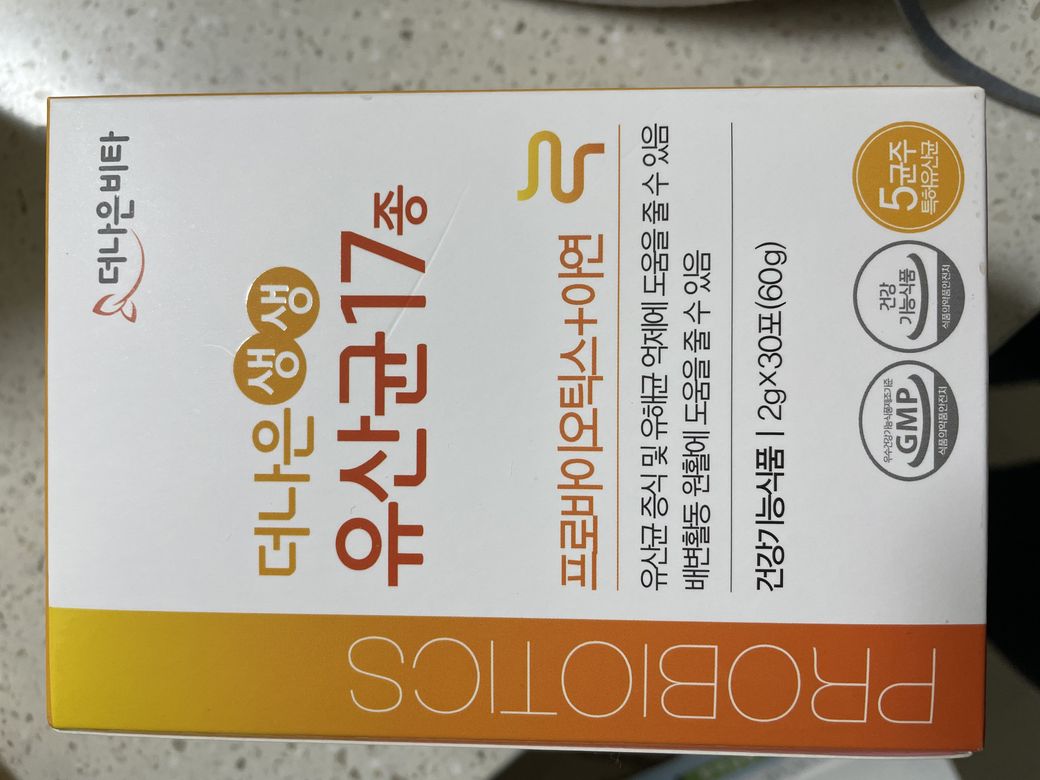 더나은비타
더나은 생생
유산균17종
프로바이오틱스+아연
유산균 증식 및 유해균 억제에 도움을 줄 수 있음
배변활동 원활에 도움을 줄 수 있음
건강기능식품 | 2g×30포(60g)
우수건강기능식품제조기준
GMP
식품의약품안전처
건강
기능식품
식품의약품안전처
5균주
특허유산균
PROBIOTICS